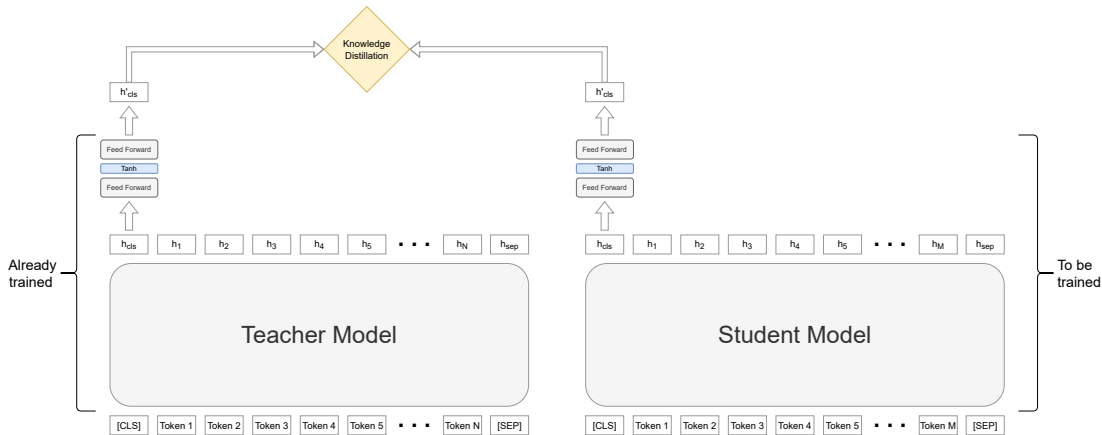 Knowledge
Distillation
h'cls
h'cls
Feed Forward
Tanh
Feed Forward
Feed Forward
Tanh
Feed Forward
hcls h1 h2 h3 h4 h5 ... hN hsep
hcls h1 h2 h3 h4 h5 ... hM hsep
Already
trained
To be
trained
Teacher Model
Student Model
[CLS] Token 1 Token 2 Token 3 Token 4 Token 5 ... Token N [SEP]
[CLS] Token 1 Token 2 Token 3 Token 4 Token 5 ... Token M [SEP]